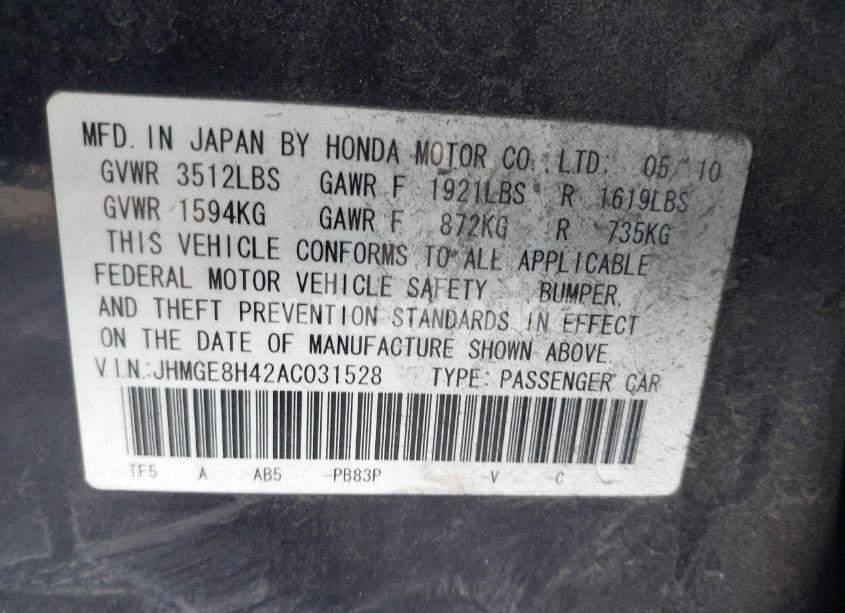 MFD. IN JAPAN BY HONDA MOTOR CO.,LTD. 05/10
GVWR 3512LBS GAWR F 1921LBS R 1619LBS
GVWR 1594KG GAWR F 872KG R 735KG
THIS VEHICLE CONFORMS TO ALL APPLICABLE
FEDERAL MOTOR VEHICLE SAFETY BUMPER,
AND THEFT PREVENTION STANDARDS IN EFFECT
ON THE DATE OF MANUFACTURE SHOWN ABOVE.
V.I.N.:JHMGE8H42AC031528 TYPE: PASSENGER CAR
TF5 A AB5 -PB83P -V -C